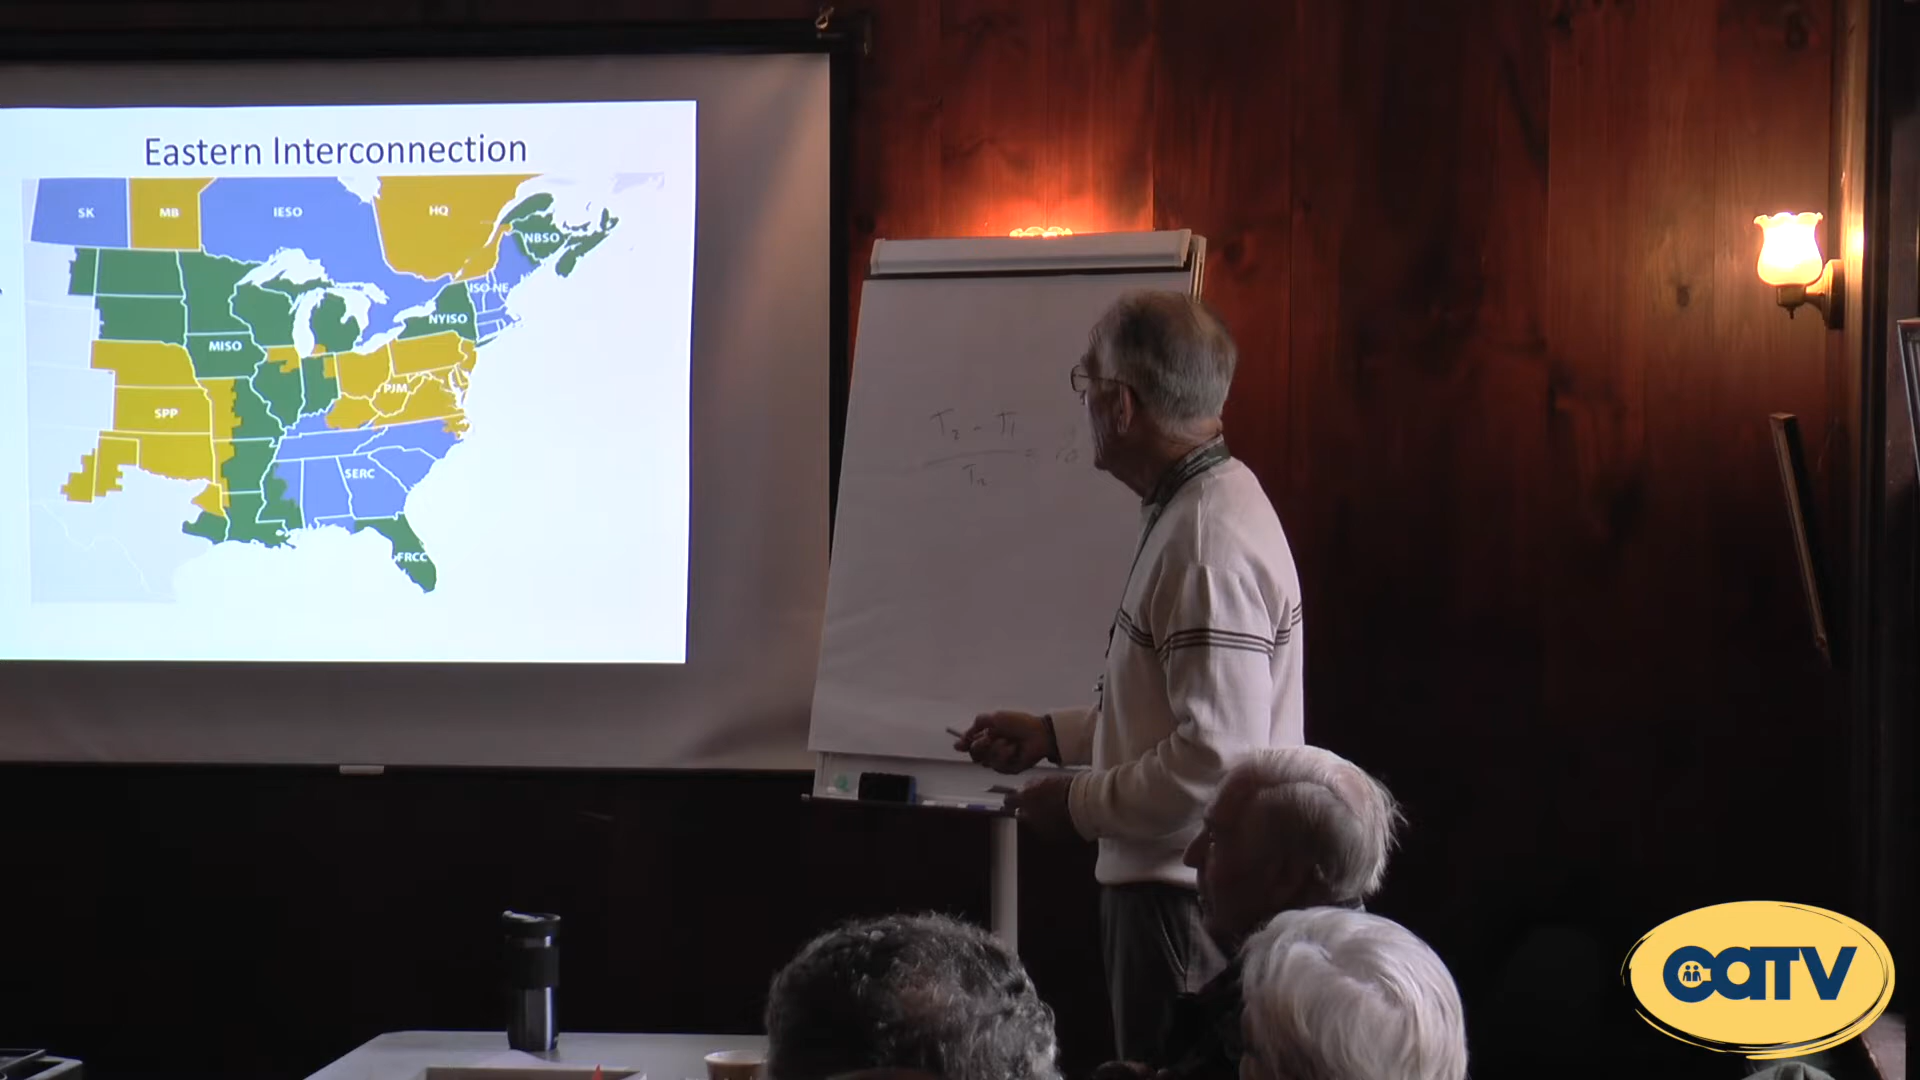 Eastern Interconnection
SK
MB
IESO
HQ
NBSO
ISO-NE
NYISO
MISO
PJM
SPP
SERC
FRCC
T₂ - T₁
T₂ =
CATV